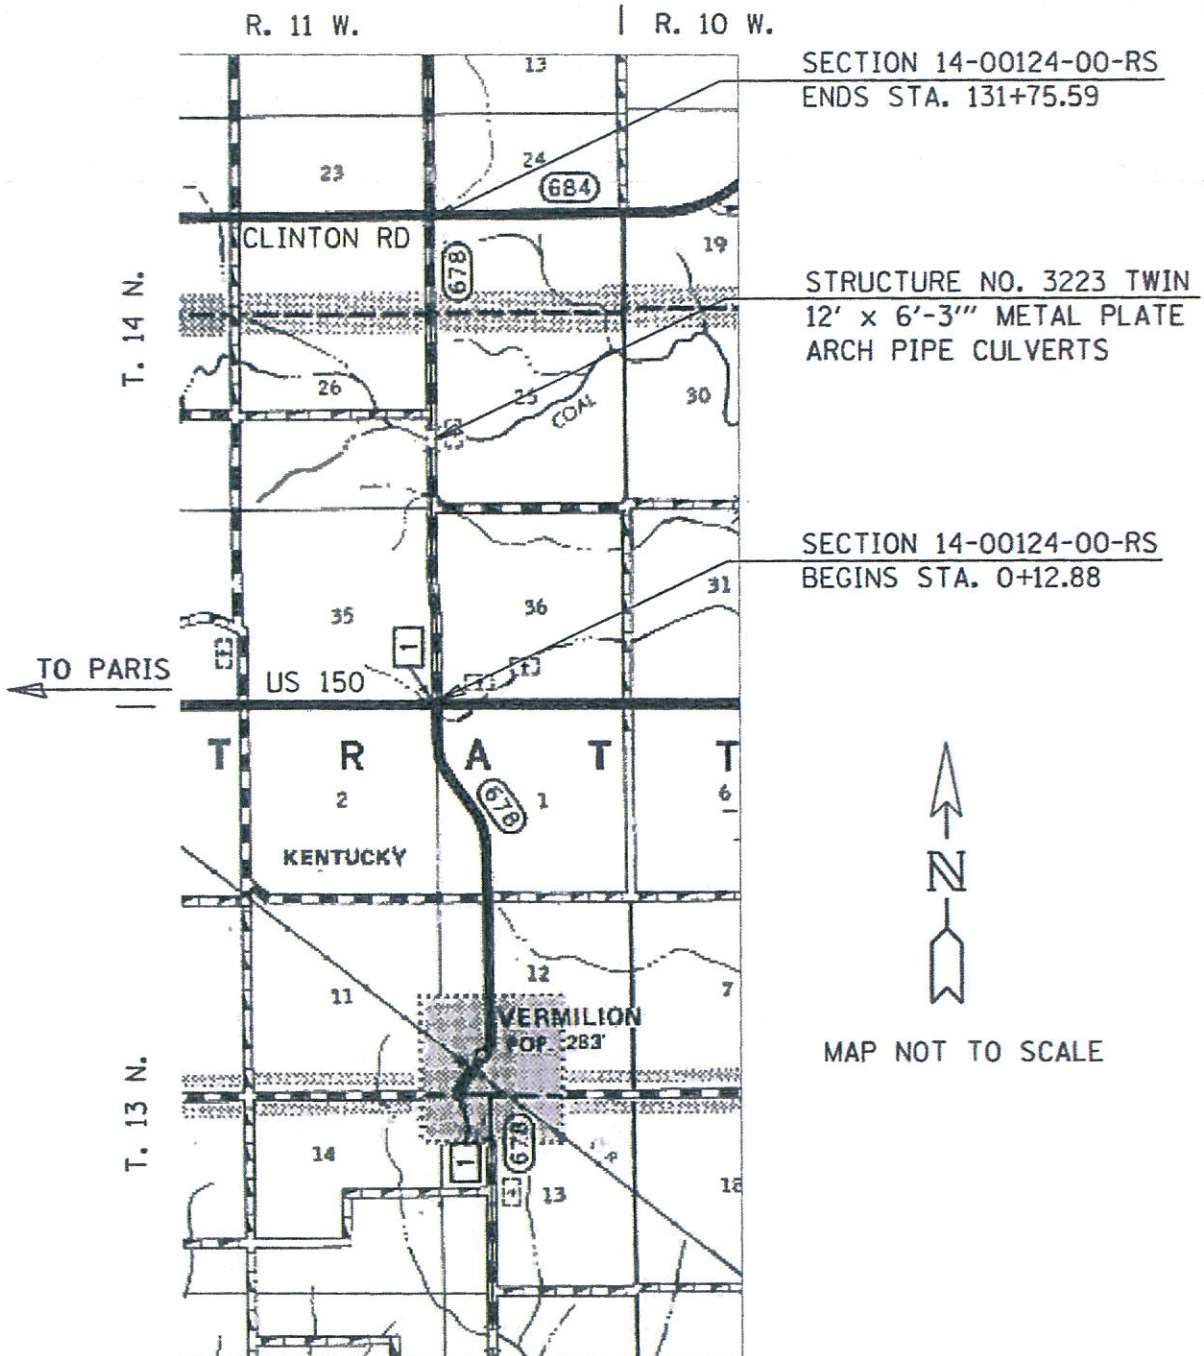 R. 11 W.
R. 10 W.
13
SECTION 14-00124-00-RS
ENDS STA. 131+75.59
23
24
684
CLINTON RD
678
19
T. 14 N.
STRUCTURE NO. 3223 TWIN
12' x 6'-3''' METAL PLATE
ARCH PIPE CULVERTS
26
25
30
COAL
SECTION 14-00124-00-RS
BEGINS STA. 0+12.88
31
35
36
1
TO PARIS
US 150
T R A T T
2
678
1
6
KENTUCKY
N
12
11
7
VERMILION
POP. 283
MAP NOT TO SCALE
T. 13 N.
14
678
1
13
18